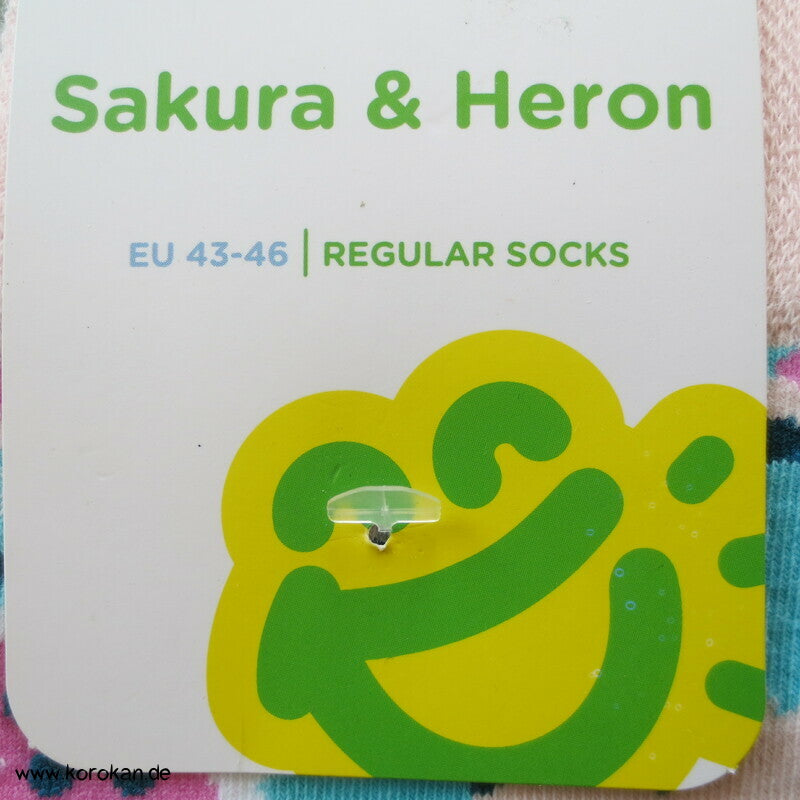 Sakura & Heron
EU 43-46 | REGULAR SOCKS
www.korokan.de